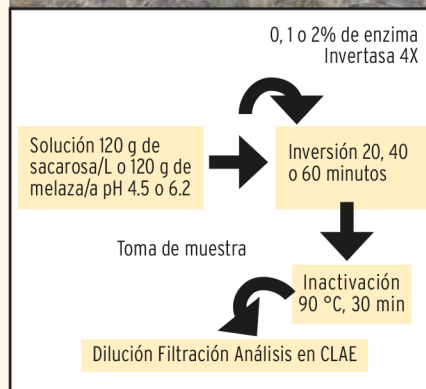 0, 1 o 2% de enzima
Invertasa 4X
Solución 120 g de
sacarosa/L o 120 g de
melaza/a pH 4.5 o 6.2
Inversión 20, 40
o 60 minutos
Toma de muestra
Inactivación
90 °C, 30 min
Dilución Filtración Análisis en CLAE